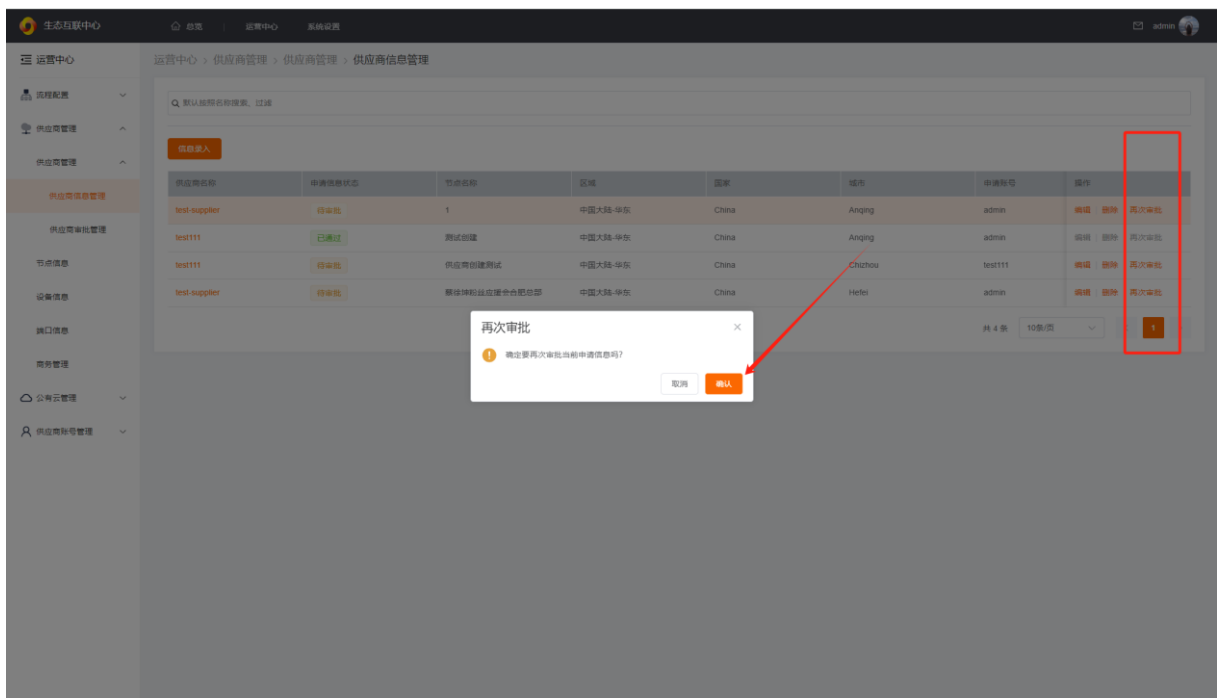 生态互联中心 总览 | 运营中心 系统设置 admin
运营中心 运营中心 > 供应商管理 > 供应商管理 > 供应商信息管理
流程配置
默认按照名称搜索、过滤
供应商管理
信息录入
供应商管理
供应商名称 申请信息状态 节点名称 区域 国家 城市 申请账号 操作
供应商信息管理
test-supplier 待审批 1 中国大陆-华东 China Anqing admin 编辑 | 删除 | 再次审批
供应商审批管理
test111 已通过 测试创建 中国大陆-华东 China Anqing admin 编辑 | 删除 | 再次审批
节点信息
test111 待审批 供应商创建测试 中国大陆-华东 China Chizhou test111 编辑 | 删除 | 再次审批
设备信息
test-supplier 待审批 蔡徐坤粉丝应援会合肥总部 中国大陆-华东 China Hefei admin 编辑 | 删除 | 再次审批
端口信息
再次审批
共 4 条 10条/页 1
确定要再次审批当前申请信息吗?
商务管理
取消 确认
公有云管理
供应商账号管理